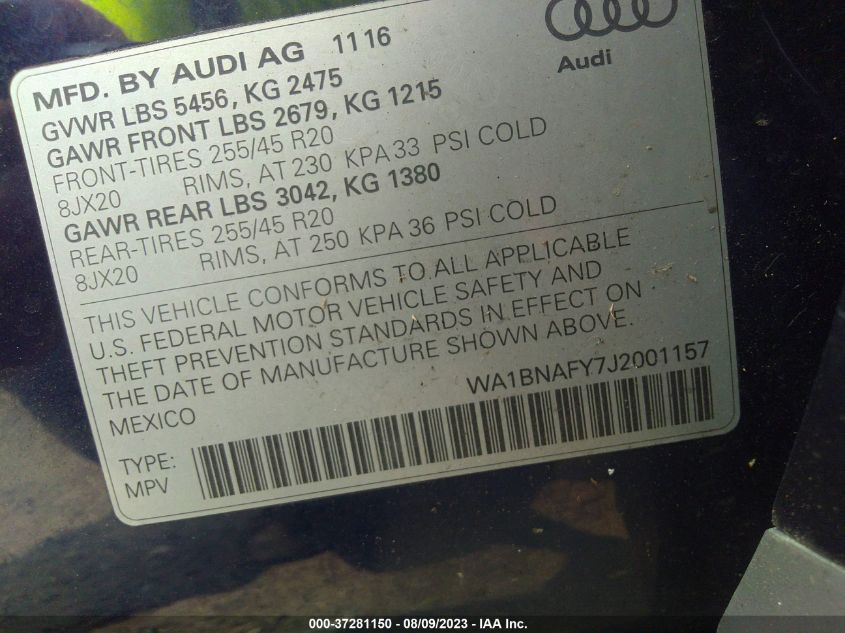 MFD. BY AUDI AG 11 16
Audi
GVWR LBS 5456, KG 2475
GAWR FRONT LBS 2679, KG 1215
FRONT-TIRES 255/45 R20
8JX20 RIMS, AT 230 KPA 33 PSI COLD
GAWR REAR LBS 3042, KG 1380
REAR-TIRES 255/45 R20
8JX20 RIMS, AT 250 KPA 36 PSI COLD
THIS VEHICLE CONFORMS TO ALL APPLICABLE
U.S. FEDERAL MOTOR VEHICLE SAFETY AND
THEFT PREVENTION STANDARDS IN EFFECT ON
THE DATE OF MANUFACTURE SHOWN ABOVE.
MEXICO WA1BNAFY7J2001157
TYPE:
MPV
000-37281150 - 08/09/2023 - IAA Inc.